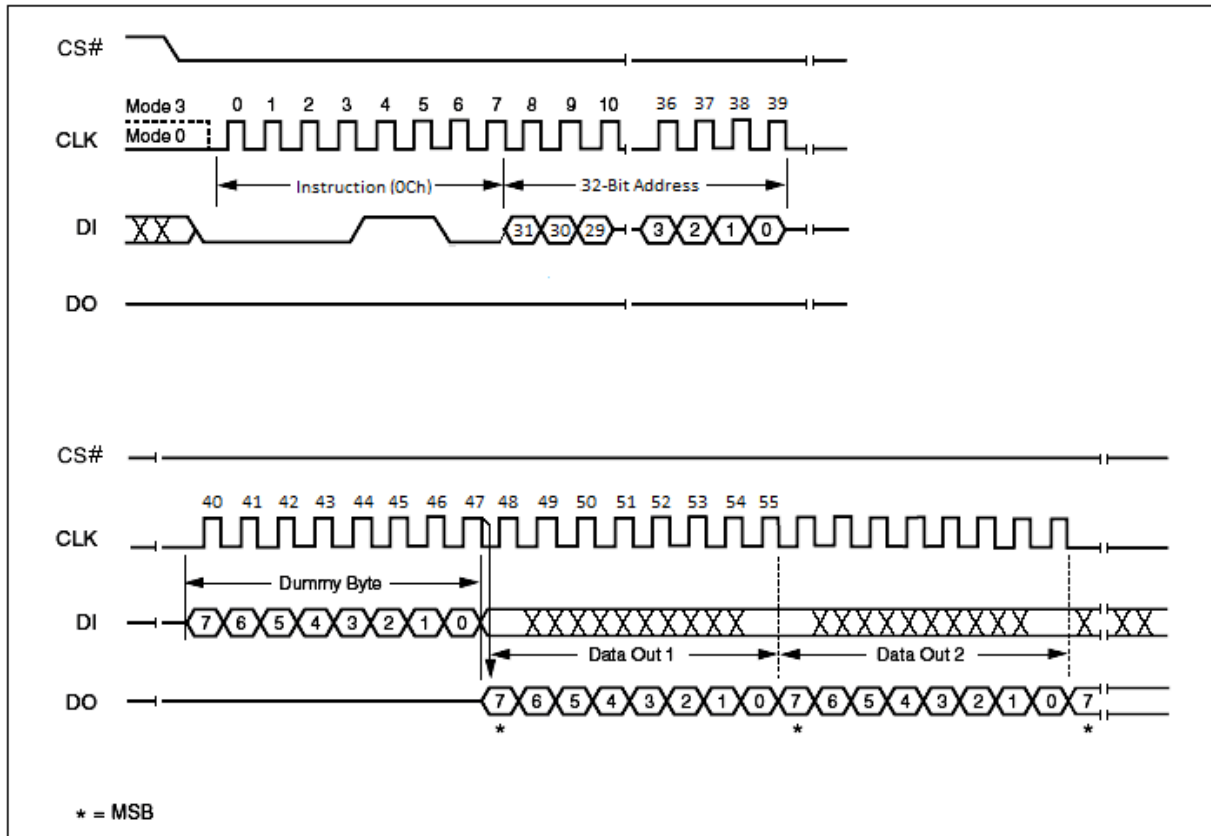 CS#
Mode 3 0 1 2 3 4 5 6 7 8 9 10 36 37 38 39
CLK Mode 0
Instruction (0Ch) 32-Bit Address
DI 31 30 29 3 2 1 0
DO
CS#
40 41 42 43 44 45 46 47 48 49 50 51 52 53 54 55
CLK
Dummy Byte
DI 7 6 5 4 3 2 1 0
Data Out 1 Data Out 2
DO 7 6 5 4 3 2 1 0 7 6 5 4 3 2 1 0 7
* * *
* = MSB